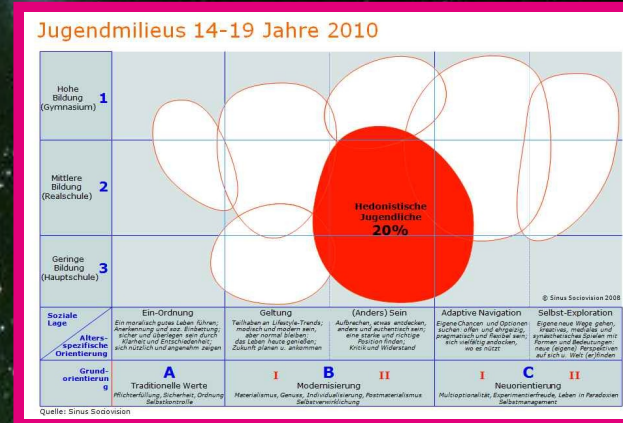 Jugendmilieus 14-19 Jahre 2010
Hohe
Bildung
(Gymnasium)
1
Mittlere
Bildung
(Realschule)
2
Geringe
Bildung
(Hauptschule)
3
Hedonistische
Jugendliche
20%
© Sinus Sociovision 2008
Soziale
Lage
Alters-
spezifische
Orientierung
Ein-Ordnung
Ein moralisch gutes Leben führen;
Anerkennung und soz. Einbettung;
sicher und überlegen sein durch
Klarheit und Entschiedenheit;
sich nützlich und angenehm zeigen
Geltung
Teilhaben an Lifestyle-Trends;
modisch und modern sein,
aber normal bleiben;
das Leben heute genießen;
Zukunft planen u. ankommen
(Anders) Sein
Aufbrechen, etwas entdecken,
anders und authentisch sein;
eine starke und richtige
Position finden;
Kritik und Widerstand
Adaptive Navigation
Eigene Chancen und Optionen
suchen: offen und ehrgeizig,
pragmatisch und flexibel sein;
sich vielfältig andocken,
wo es nützt
Selbst-Exploration
Eigene neue Wege gehen,
kreatives, mediales und
synästhetisches Spielen mit
Formen und Bedeutungen:
neue (eigene) Perspektiven
auf sich u. Welt (er)finden
Grund-
orientierun
g
A
Traditionelle Werte
Pflichterfüllung, Sicherheit, Ordnung
Selbstkontrolle
I B II
Modernisierung
Materialismus, Genuss, Individualisierung, Postmaterialismus
Selbstverwirklichung
I C II
Neuorientierung
Multioptionalität, Experimentierfreude, Leben in Paradoxien
Selbstmanagement
Quelle: Sinus Sociovision